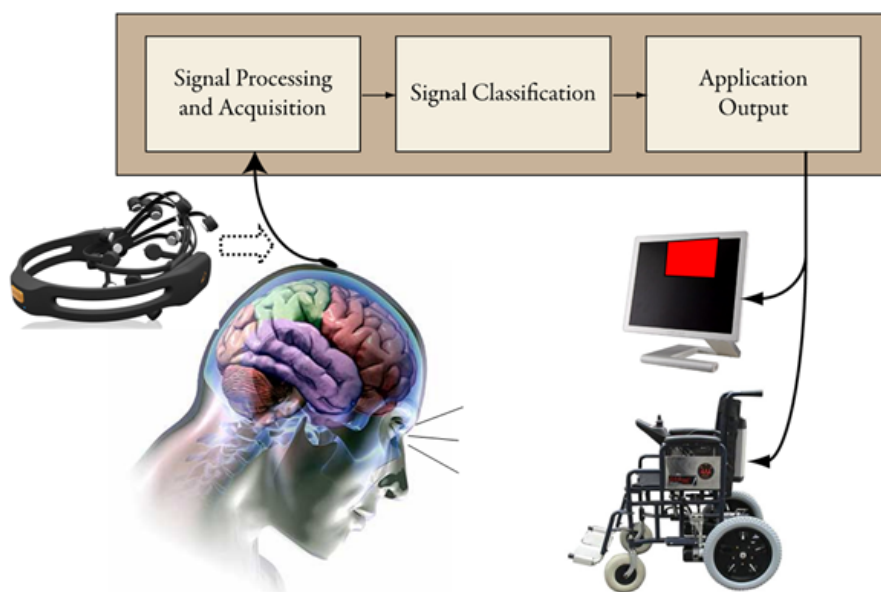 Signal Processing
and Acquisition
Signal Classification
Application
Output